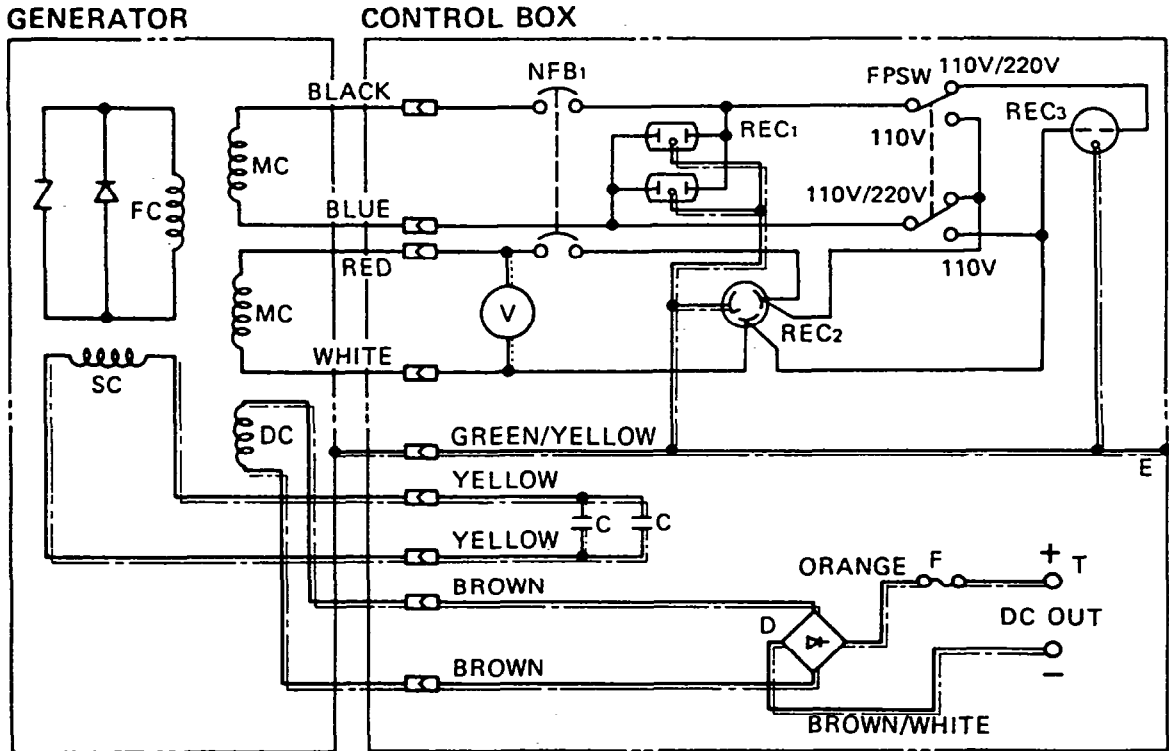 GENERATOR
CONTROL BOX
BLACK
NFB1
FPSW
110V/220V
REC1
110V
REC3
MC
FC
110V/220V
BLUE
RED
110V
MC
V
REC2
WHITE
SC
DC
GREEN/YELLOW
E
YELLOW
C
C
YELLOW
ORANGE
F
+
T
BROWN
D
DC OUT
BROWN
−
BROWN/WHITE